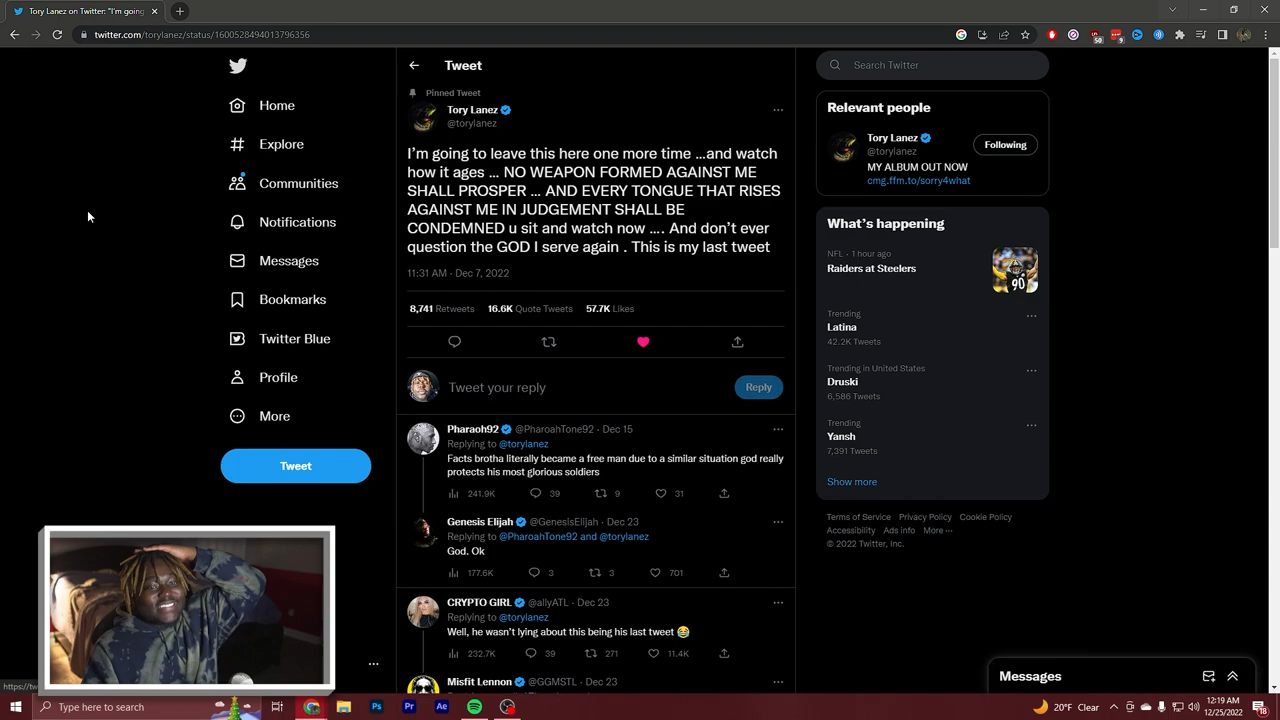 Tory Lanez on Twitter: "I'm going
twitter.com/torylanez/status/1600528494013796356
50
9
Home
Explore
Communities
Notifications
Messages
Bookmarks
Twitter Blue
Profile
More
Tweet
Tweet
Pinned Tweet
Tory Lanez
@torylanez
I'm going to leave this here one more time …and watch
how it ages … NO WEAPON FORMED AGAINST ME
SHALL PROSPER … AND EVERY TONGUE THAT RISES
AGAINST ME IN JUDGEMENT SHALL BE
CONDEMNED u sit and watch now …. And don't ever
question the GOD I serve again . This is my last tweet
11:31 AM · Dec 7, 2022
8,741 Retweets 16.6K Quote Tweets 57.7K Likes
Tweet your reply
Reply
Pharaoh92 @PharoahTone92 · Dec 15
Replying to @torylanez
Facts brotha literally became a free man due to a similar situation god really
protects his most glorious soldiers
241.9K 39 9 31
Genesis Elijah @GenesisElijah · Dec 23
Replying to @PharoahTone92 and @torylanez
God. Ok
177.6K 3 3 701
CRYPTO GIRL @allyATL · Dec 23
Replying to @torylanez
Well, he wasn't lying about this being his last tweet 😂
232.7K 39 271 11.4K
Misfit Lennon @GGMSTL · Dec 23
Search Twitter
Relevant people
Tory Lanez
@torylanez
Following
MY ALBUM OUT NOW
cmg.ffm.to/sorry4what
What's happening
NFL · 1 hour ago
Raiders at Steelers
90
Trending
Latina
42.2K Tweets
Trending in United States
Druski
6,586 Tweets
Trending
Yansh
7,391 Tweets
Show more
Terms of Service Privacy Policy Cookie Policy
Accessibility Ads info More ···
© 2022 Twitter, Inc.
Messages
https://tw
Type here to search
Ps
Pr
Ae
20°F Clear
12:19 AM
12/25/2022
18